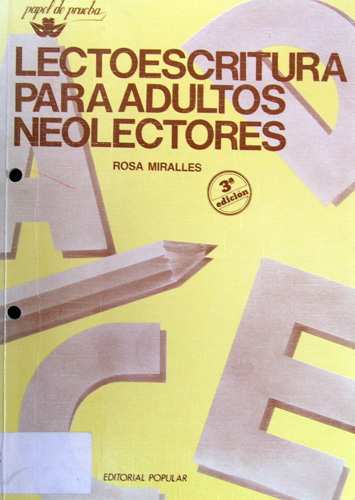 papel de prueba
LECTOESCRITURA
PARA ADULTOS
NEOLECTORES
ROSA MIRALLES
3ª
edición
A
C
E
EDITORIAL POPULAR